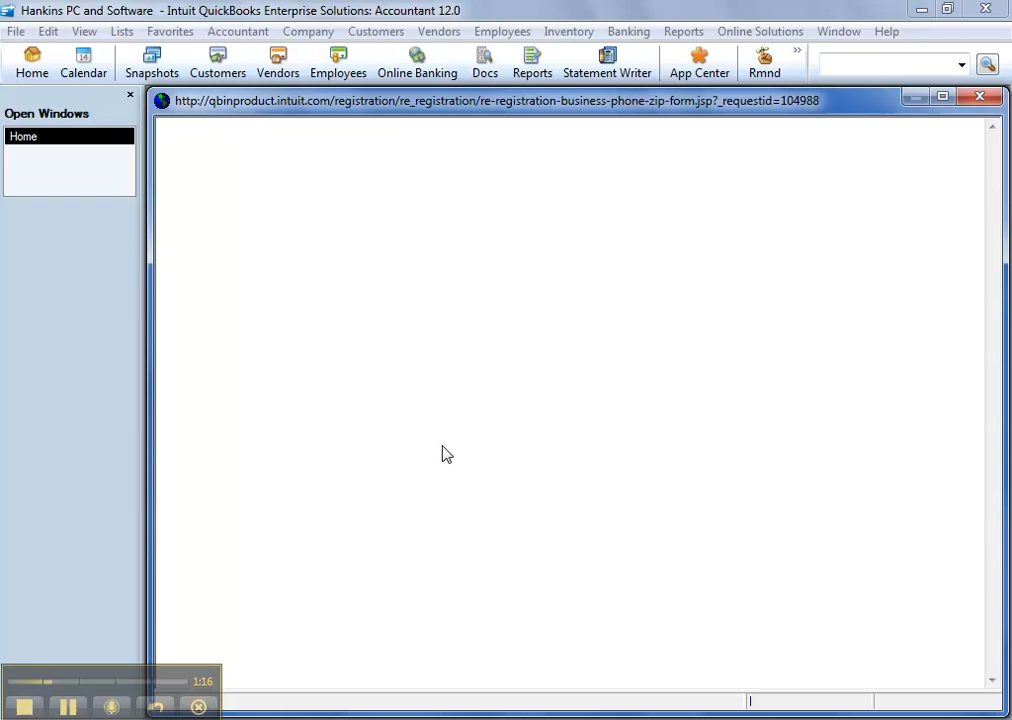 Hankins PC and Software - Intuit QuickBooks Enterprise Solutions: Accountant 12.0
File Edit View Lists Favorites Accountant Company Customers Vendors Employees Inventory Banking Reports Online Solutions Window Help
14
Home Calendar Snapshots Customers Vendors Employees Online Banking Docs Reports Statement Writer App Center Rmnd »
http://qbinproduct.intuit.com/registration/re_registration/re-registration-business-phone-zip-form.jsp?_requestid=104988
Open Windows
Home
1:16